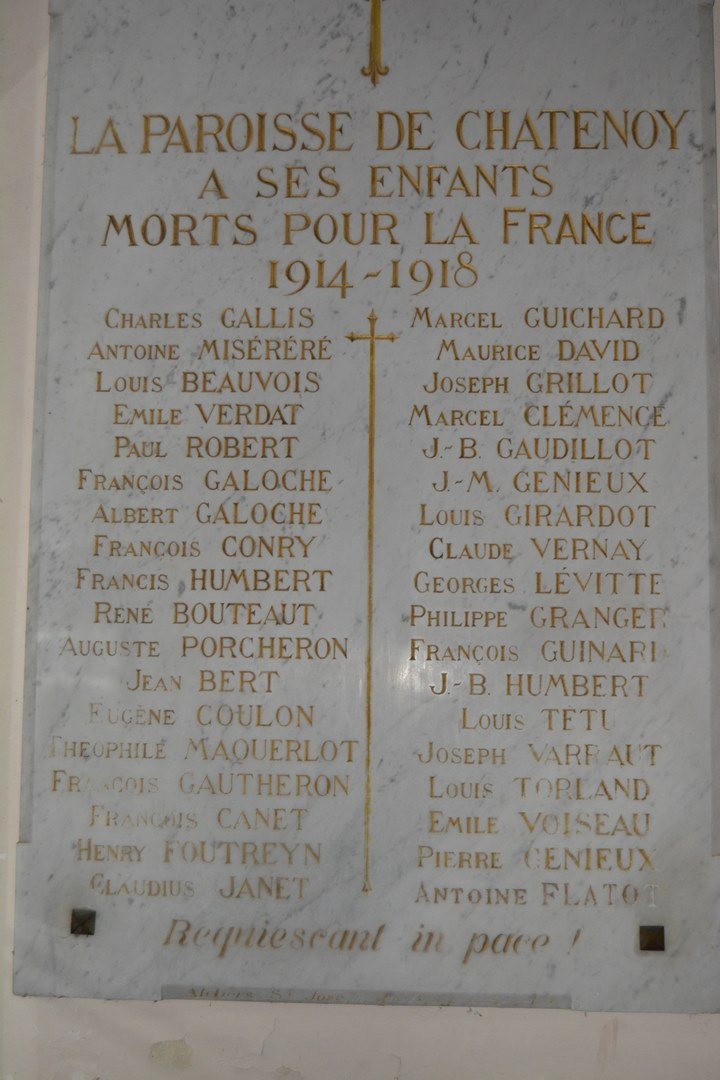 LA PAROISSE DE CHATENOY
A SES ENFANTS
MORTS POUR LA FRANCE
1914-1918
CHARLES GALLIS
ANTOINE MISÉRÉRÉ
LOUIS BEAUVOIS
EMILE VERDAT
PAUL ROBERT
FRANÇOIS GALOCHE
ALBERT GALOCHE
FRANÇOIS CONRY
FRANCIS HUMBERT
RENÉ BOUTEAUT
AUGUSTE PORCHERON
JEAN BERT
EUGÈNE COULON
THEOPHILE MAQUERLOT
FRANÇOIS GAUTHERON
FRANÇOIS CANET
HENRY FOUTREYN
CLAUDIUS JANET
MARCEL GUICHARD
MAURICE DAVID
JOSEPH GRILLOT
MARCEL CLÉMENCE
J.-B. GAUDILLOT
J.-M. GENIEUX
LOUIS GIRARDOT
CLAUDE VERNAY
GEORGES LÉVITTE
PHILIPPE GRANGER
FRANÇOIS
J.-B. HUMBERT
LOUIS
JOSEPH VARRAUT
LOUIS TORLAND
EMILE VOISEAU
PIERRE GENIEUX
ANTOINE FLATOT
Requiescant in pace !